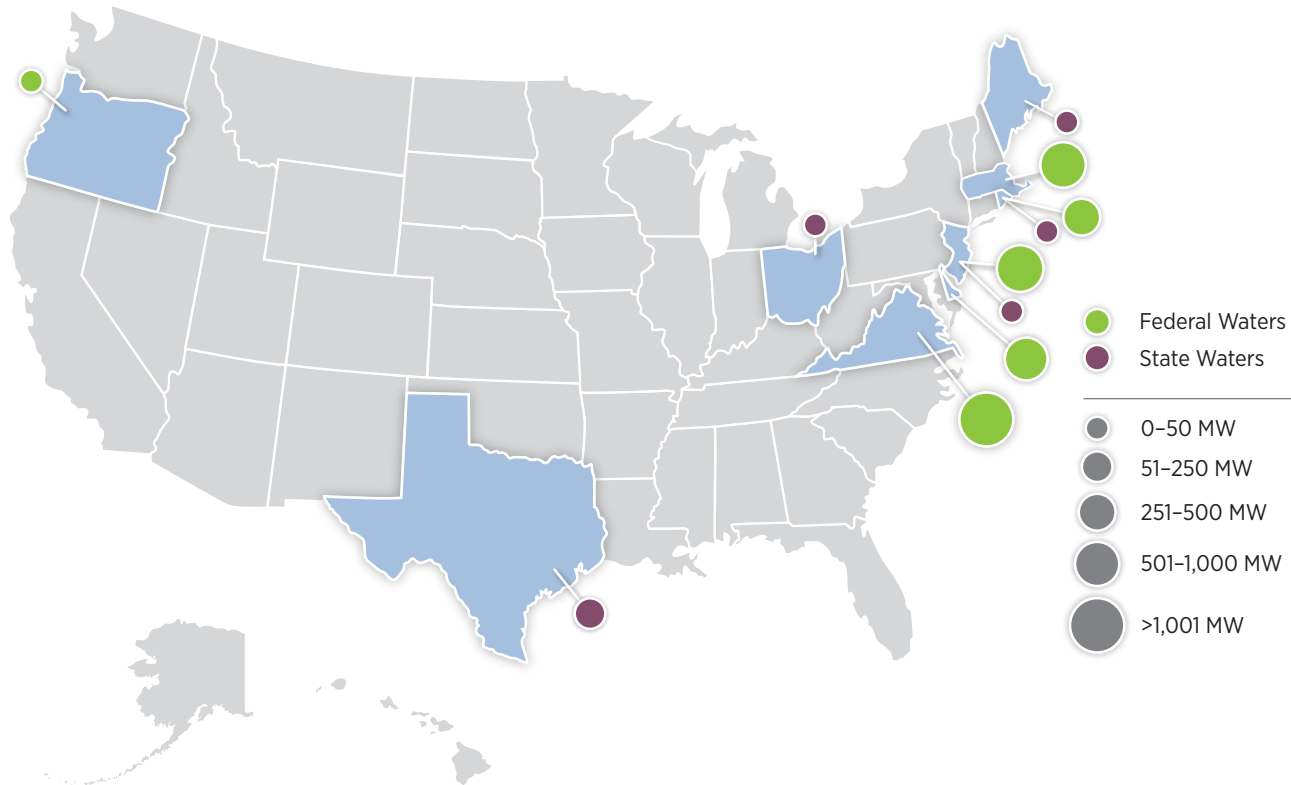 Federal Waters
State Waters
0–50 MW
51–250 MW
251–500 MW
501–1,000 MW
>1,001 MW